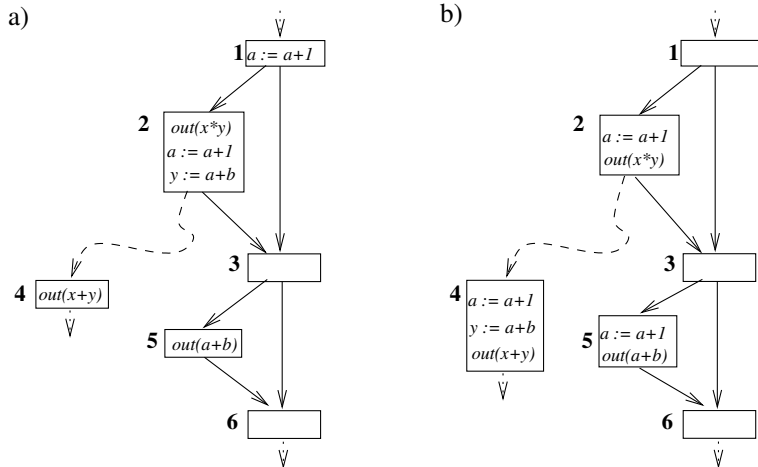 a)
1 a := a+1
2
out(x*y)
a := a+1
y := a+b
3
4 out(x+y)
5 out(a+b)
6
b)
1
2
a := a+1
out(x*y)
3
4
a := a+1
y := a+b
out(x+y)
5
a := a+1
out(a+b)
6